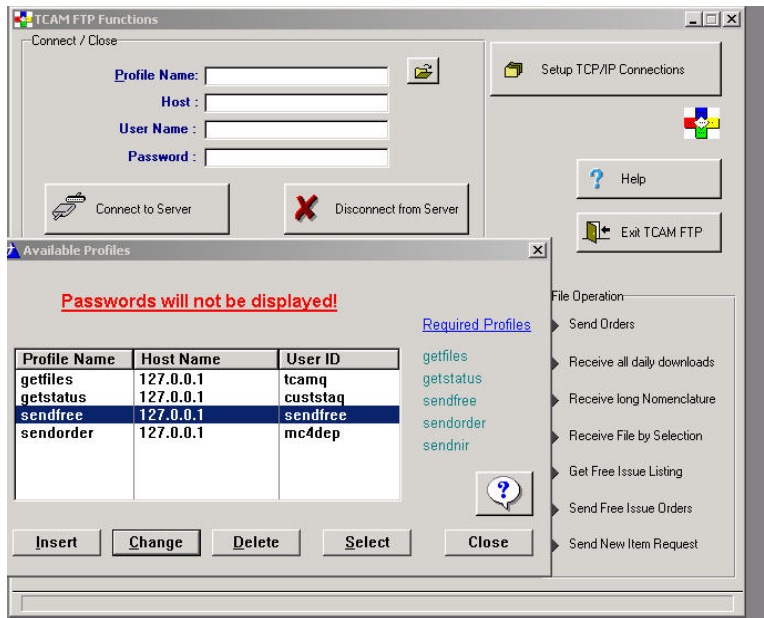 TCAM FTP Functions
Connect / Close
Profile Name:
Host :
User Name :
Password :
Setup TCP/IP Connections
Connect to Server
Disconnect from Server
Help
Exit TCAM FTP
Available Profiles
Passwords will not be displayed!
Required Profiles
getfiles
getstatus
sendfree
sendorder
sendnir
Profile Name Host Name User ID
getfiles 127.0.0.1 tcamq
getstatus 127.0.0.1 custstaq
sendfree 127.0.0.1 sendfree
sendorder 127.0.0.1 mc4dep
Insert Change Delete Select Close
File Operation
Send Orders
Receive all daily downloads
Receive long Nomenclature
Receive File by Selection
Get Free Issue Listing
Send Free Issue Orders
Send New Item Request